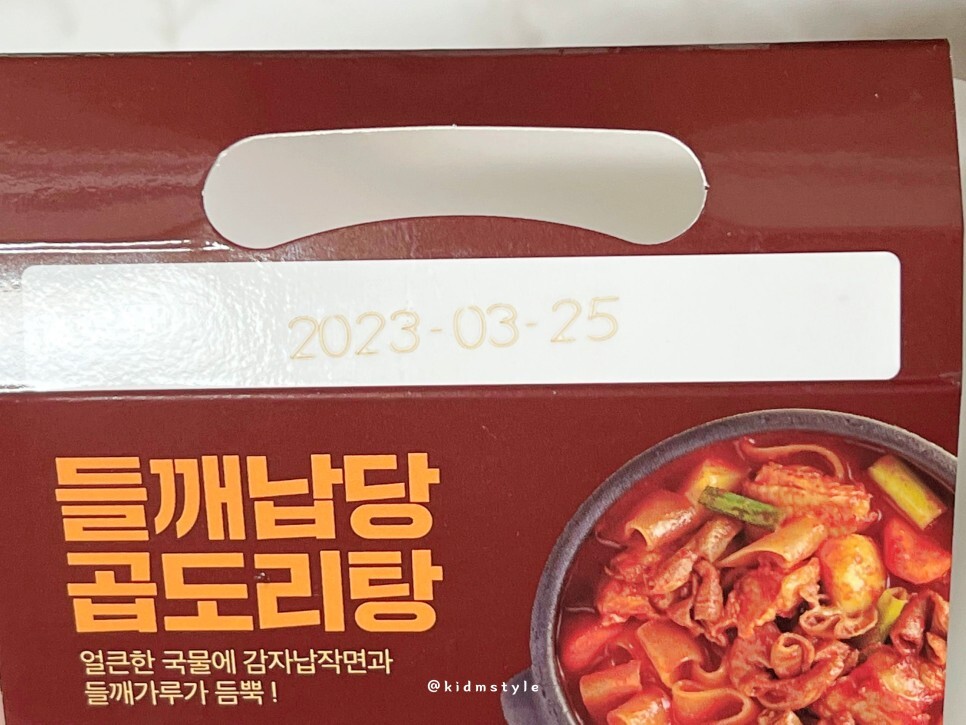 2023-03-25
들깨납당
곱도리탕
얼큰한 국물에 감자납작면과
들깨가루가 듬뿍 !
@kidmstyle